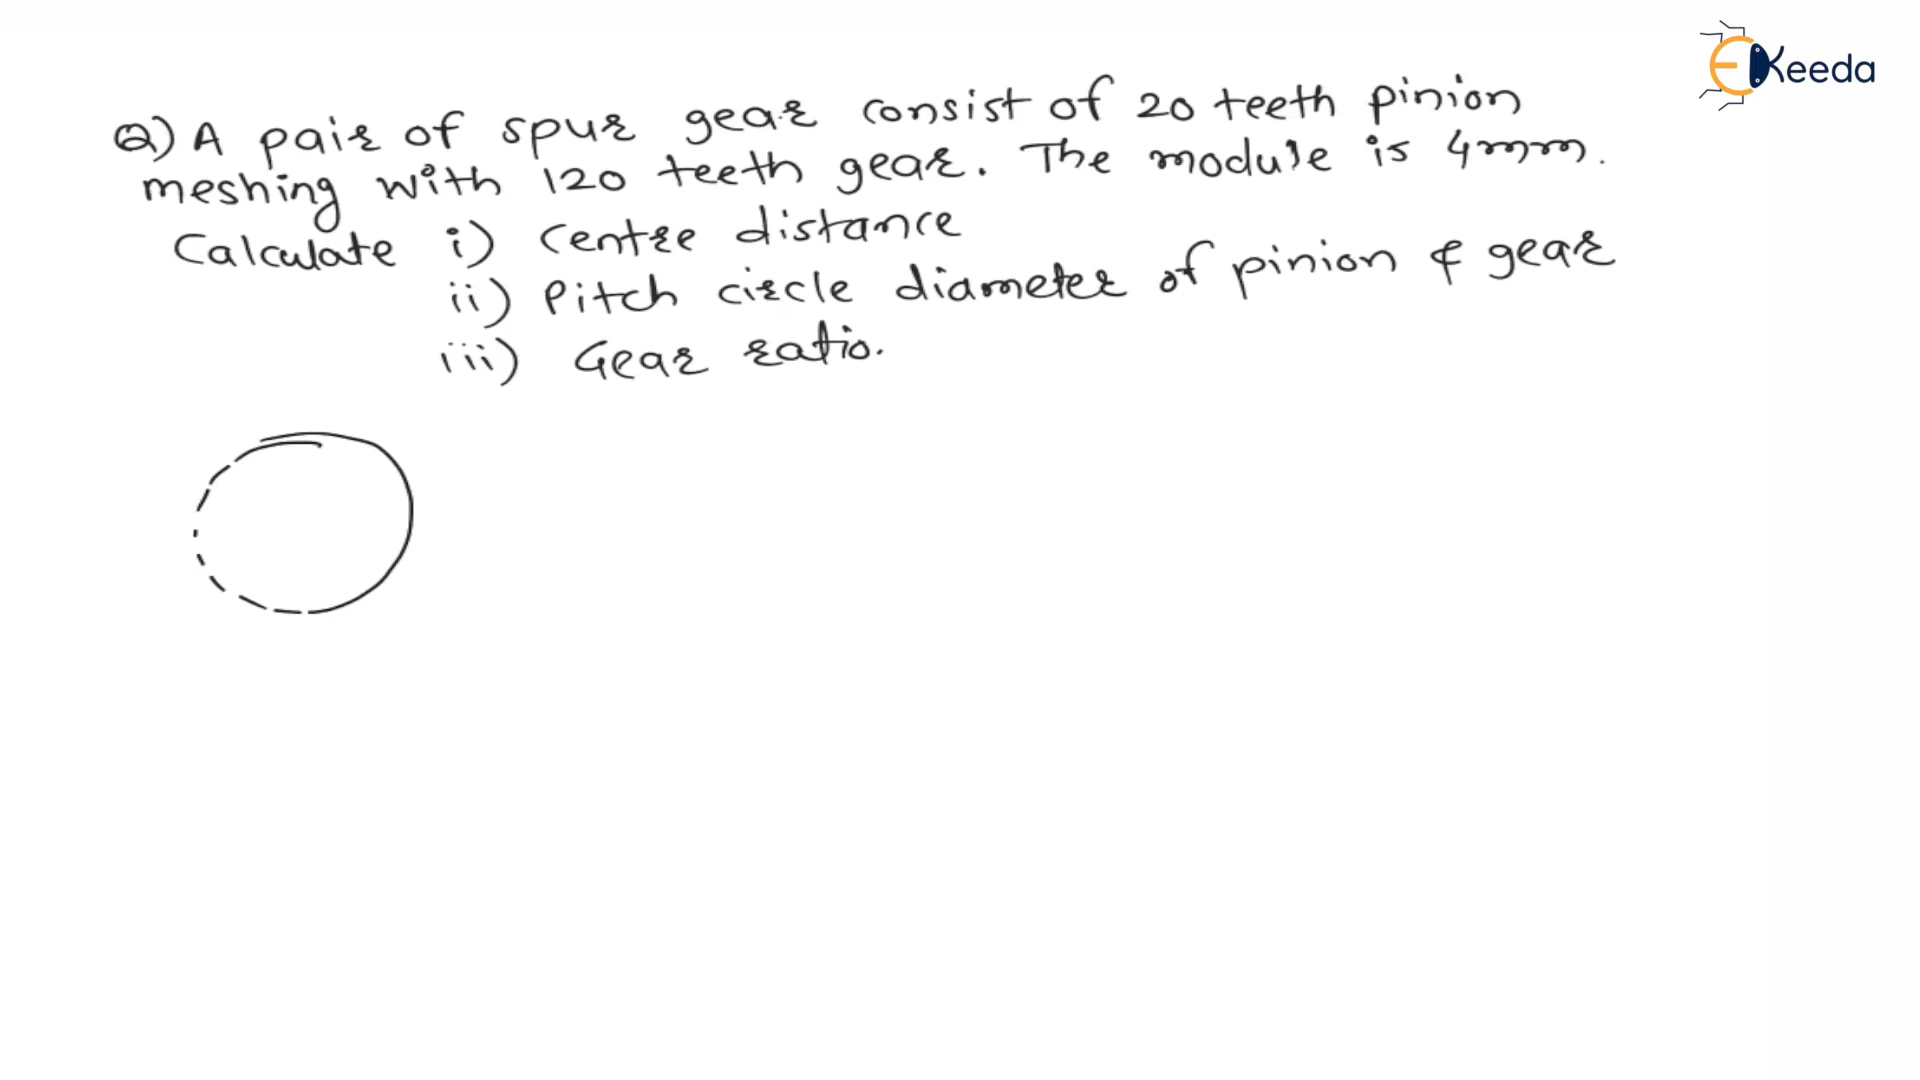 EKeeda
Q) A pair of spur gear consist of 20 teeth pinion
meshing with 120 teeth gear. The module is 4mm.
Calculate i) Centre distance
ii) Pitch circle diameter of pinion & gear
iii) Gear ratio.